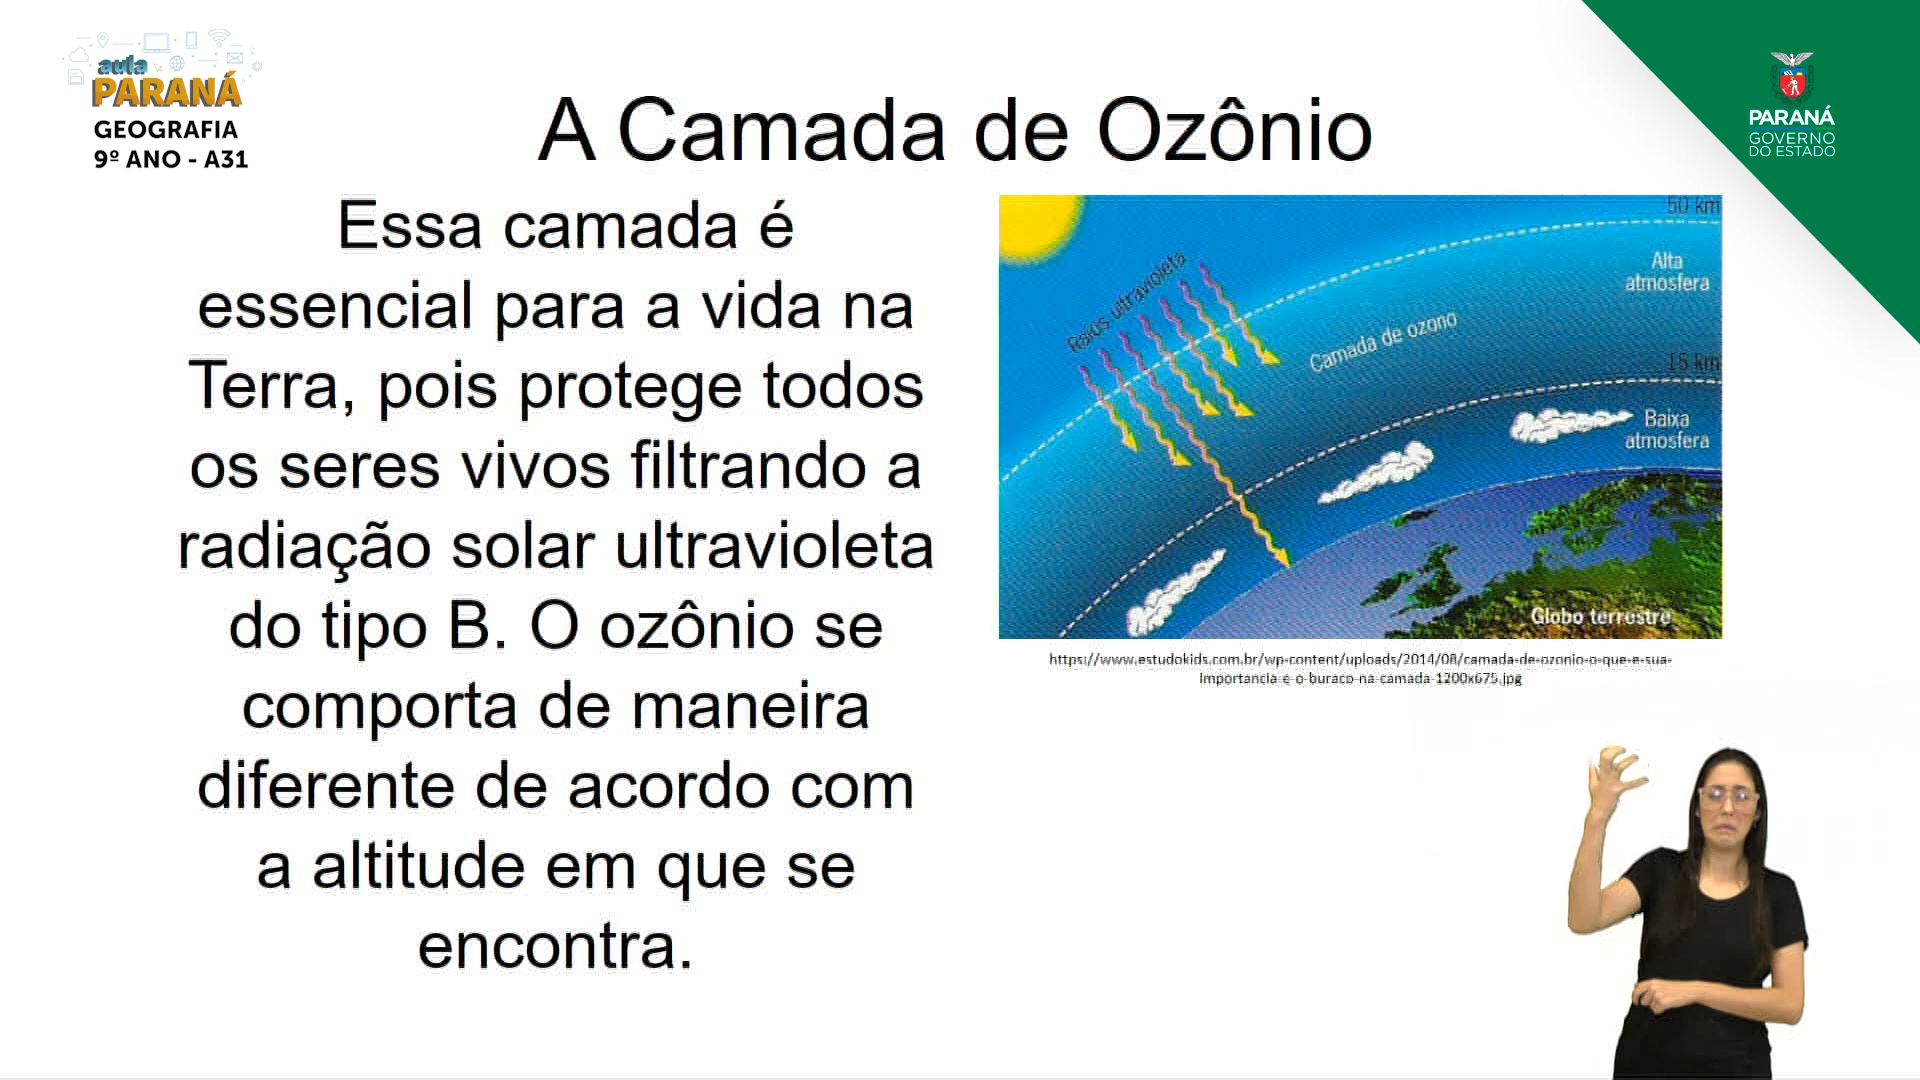 aula
PARANÁ
GEOGRAFIA
9º ANO - A31
PARANÁ
GOVERNO
DO ESTADO
A Camada de Ozônio
Essa camada é
essencial para a vida na
Terra, pois protege todos
os seres vivos filtrando a
radiação solar ultravioleta
do tipo B. O ozônio se
comporta de maneira
diferente de acordo com
a altitude em que se
encontra.
50 km
Alta
atmosfera
Raios ultravioleta
Camada de ozono
15 km
Baixa
atmosfera
Globo terrestre
https://www.estudokids.com.br/wp-content/uploads/2014/08/camada-de-ozonio-o-que-e-sua-
importancia-e-o-buraco-na-camada-1200x675.jpg